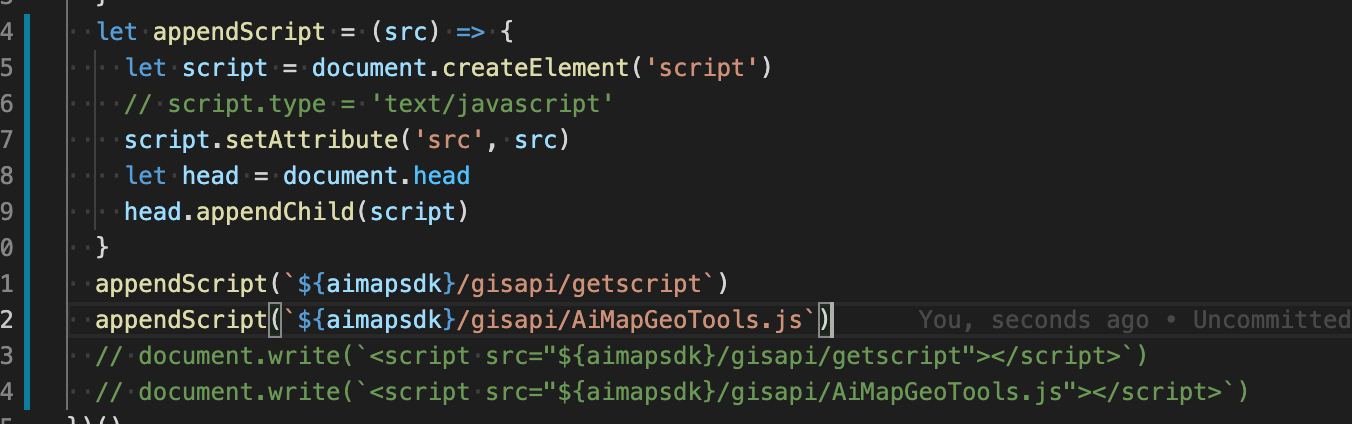 4 let appendScript = (src) => {
5 let script = document.createElement('script')
6 // script.type = 'text/javascript'
7 script.setAttribute('src', src)
8 let head = document.head
9 head.appendChild(script)
0 }
1 appendScript(`${aimapsdk}/gisapi/getscript`)
2 appendScript(`${aimapsdk}/gisapi/AiMapGeoTools.js`) You, seconds ago • Uncommitted
3 // document.write(`<script src="${aimapsdk}/gisapi/getscript"></script>`)
4 // document.write(`<script src="${aimapsdk}/gisapi/AiMapGeoTools.js"></script>`)
})()